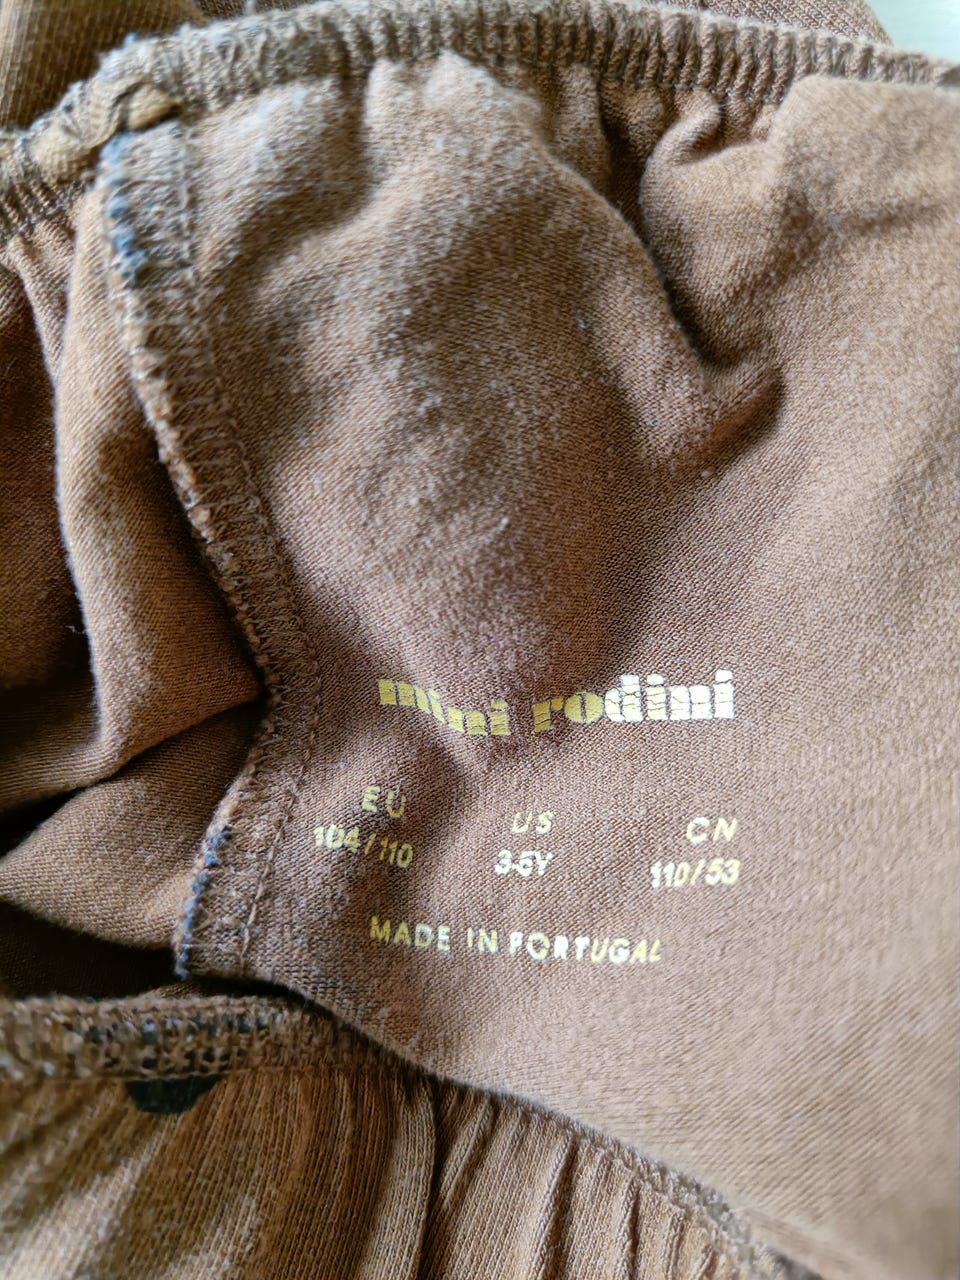 mini rodini
EU US CN
104/110 3-5Y 110/53
MADE IN PORTUGAL